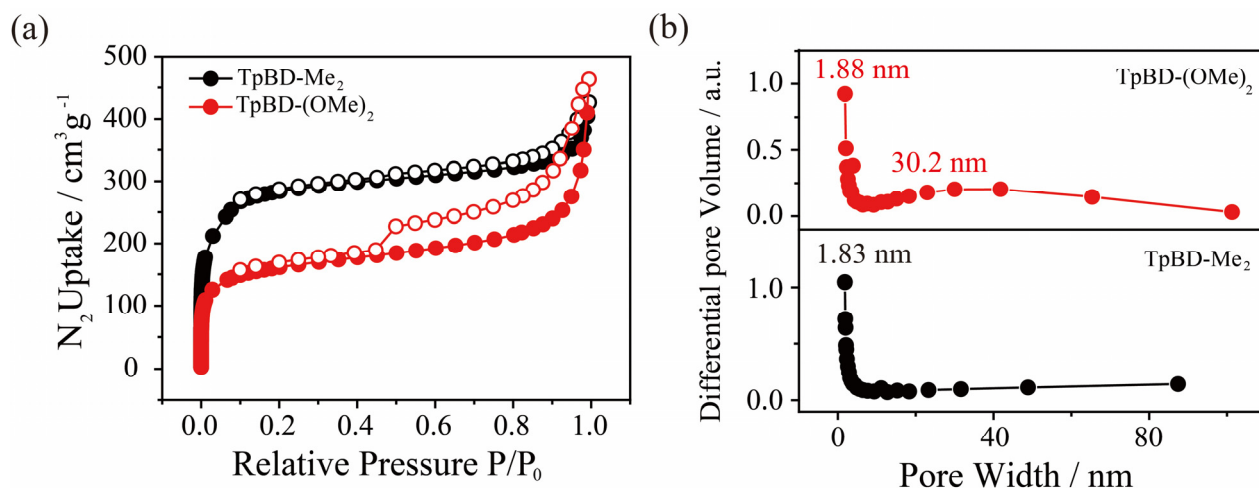 (a)
N₂ Uptake / cm³g⁻¹
500
400
300
200
100
0
TpBD-Me₂
TpBD-(OMe)₂
0.0 0.2 0.4 0.6 0.8 1.0
Relative Pressure P/P₀
(b)
Differential pore Volume / a.u.
1.0
0.5
0.0
1.88 nm
30.2 nm
TpBD-(OMe)₂
1.0
0.0
1.83 nm
TpBD-Me₂
0 40 80
Pore Width / nm